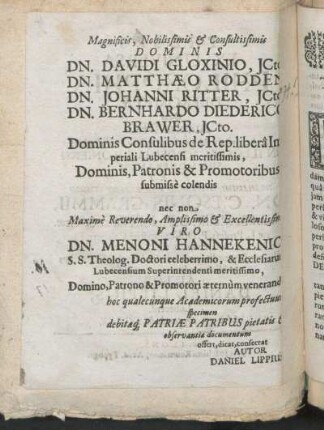 Magnificis, Nobilissimis & Consultissimis
DOMINIS
DN. DAVIDI GLOXINIO, JCto
DN. MATTHÆO RODDEN
DN. JOHANNI RITTER, JCto
DN. BERNHARDO DIEDERICO
BRAWER, JCto.
Dominis Consulibus de Rep. liberâ Im
periali Lubecensi meritissimis,
Dominis, Patronis & Promotoribus
submissè colendis
nec non
Maximè Reverendo, Amplissimo & Excellentissimo
VIRO
DN. MENONI HANNEKENIO
S. S. Theolog. Doctori celeberrimo, & Ecclesiarum
Lubecensium Superintendenti meritissimo,
Domino, Patrono & Promotori æternùm venerando
hoc qualecunque Academicorum profectuum
specimen
debitæq; PATRIÆ PATRIBUS pietatis &
observantiæ documentum
offert, dicat, consecrat
AUTOR
DANIEL LIPPIUS